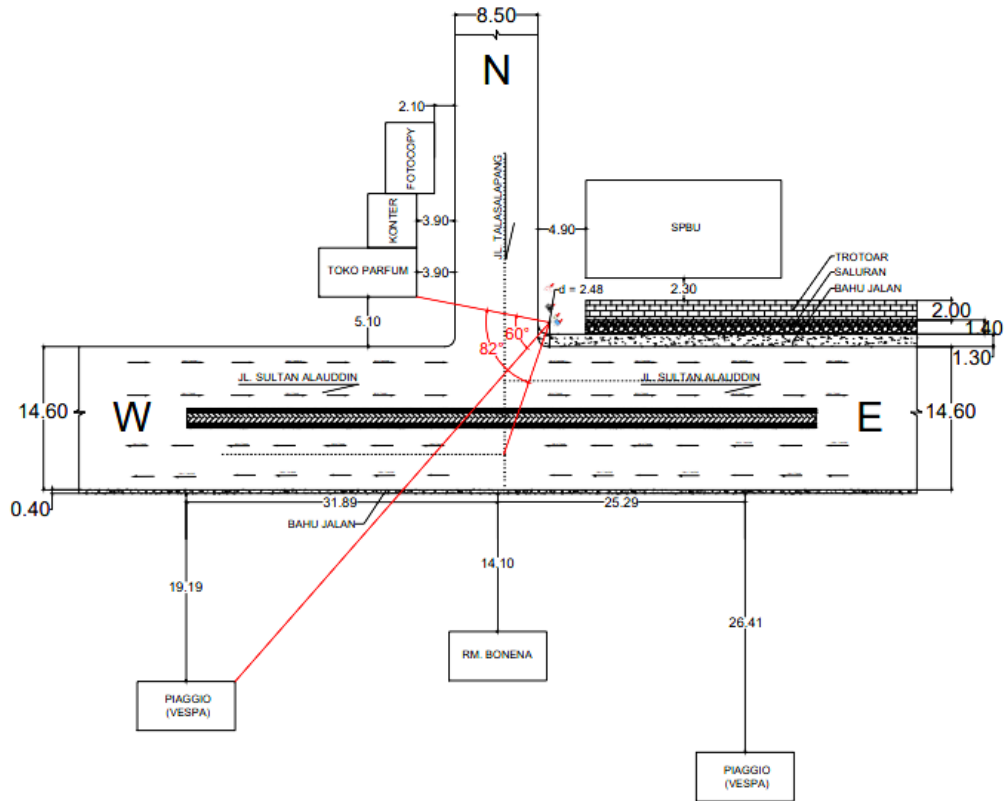 8.50
N
2.10
FOTOCOPY
KONTER
3.90
TOKO PARFUM
3.90
5.10
JL. TALASALAPANG
4.90
SPBU
2.30
d = 2.48
TROTOAR
SALURAN
BAHU JALAN
2.00
1.40
1.30
60°
82°
JL. SULTAN ALAUDDIN
JL. SULTAN ALAUDDIN
14.60
W
E
14.60
0.40
31.89
25.29
BAHU JALAN
19.19
14.10
26.41
RM. BONENA
PIAGGIO
(VESPA)
PIAGGIO
(VESPA)